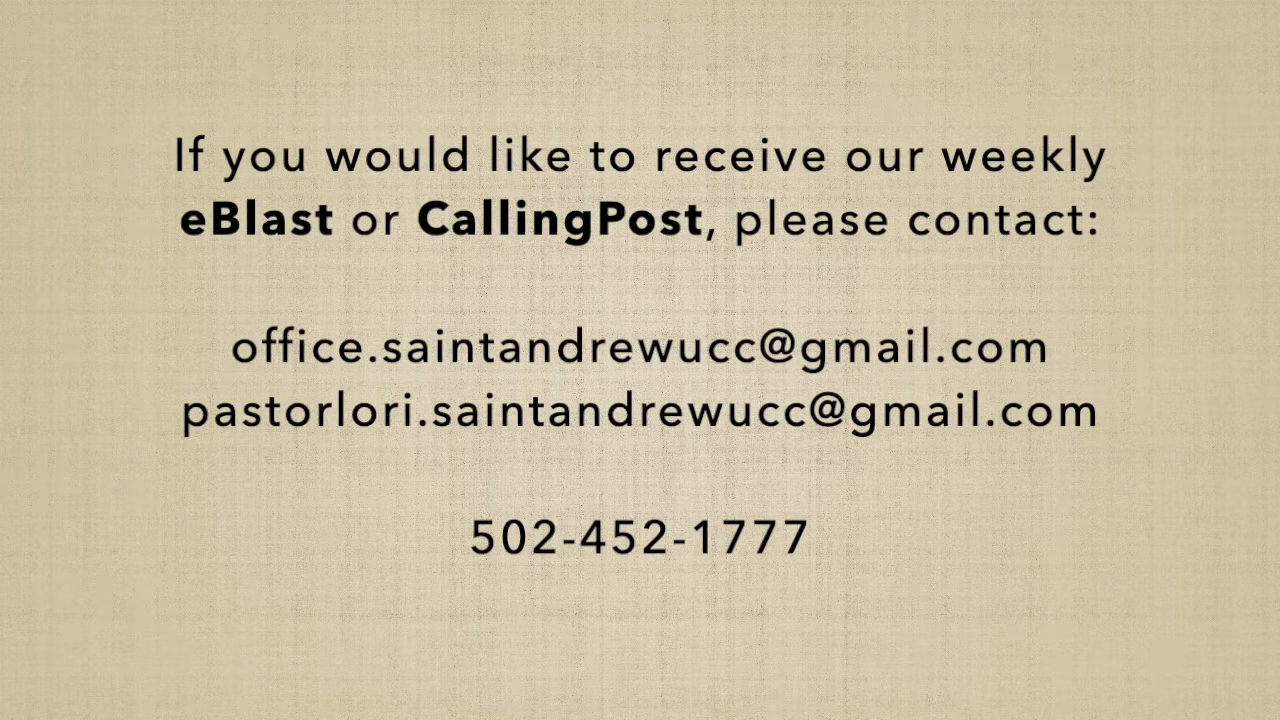 If you would like to receive our weekly
eBlast or CallingPost, please contact:
office.saintandrewucc@gmail.com
pastorlori.saintandrewucc@gmail.com
502-452-1777